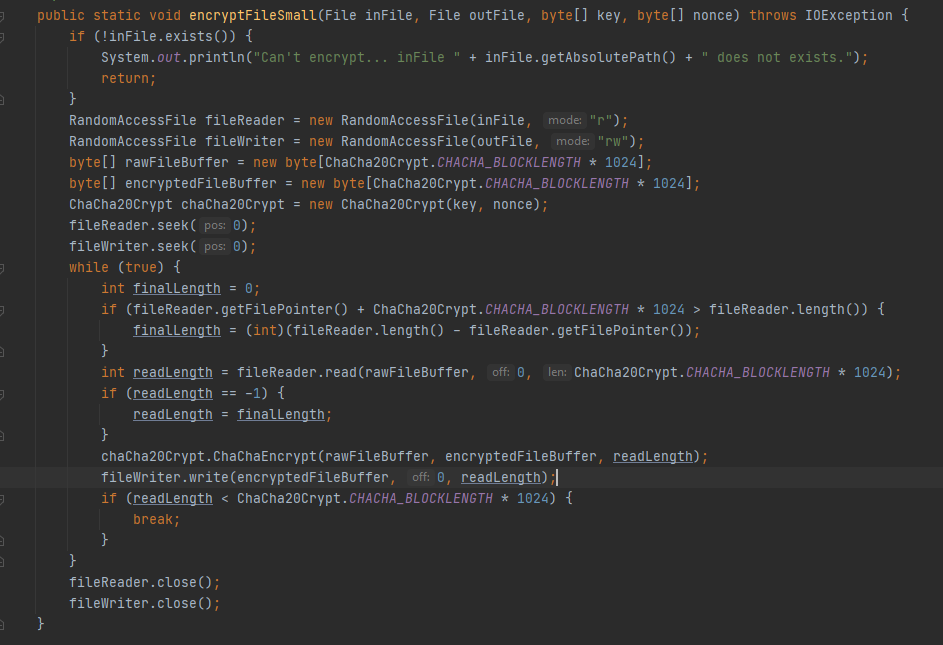 public static void encryptFileSmall(File inFile, File outFile, byte[] key, byte[] nonce) throws IOException {
    if (!inFile.exists()) {
        System.out.println("Can't encrypt... inFile " + inFile.getAbsolutePath() + " does not exists.");
        return;
    }
    RandomAccessFile fileReader = new RandomAccessFile(inFile, mode: "r");
    RandomAccessFile fileWriter = new RandomAccessFile(outFile, mode: "rw");
    byte[] rawFileBuffer = new byte[ChaCha20Crypt.CHACHA_BLOCKLENGTH * 1024];
    byte[] encryptedFileBuffer = new byte[ChaCha20Crypt.CHACHA_BLOCKLENGTH * 1024];
    ChaCha20Crypt chaCha20Crypt = new ChaCha20Crypt(key, nonce);
    fileReader.seek( pos: 0);
    fileWriter.seek( pos: 0);
    while (true) {
        int finalLength = 0;
        if (fileReader.getFilePointer() + ChaCha20Crypt.CHACHA_BLOCKLENGTH * 1024 > fileReader.length()) {
            finalLength = (int)(fileReader.length() - fileReader.getFilePointer());
        }
        int readLength = fileReader.read(rawFileBuffer, off: 0, len: ChaCha20Crypt.CHACHA_BLOCKLENGTH * 1024);
        if (readLength == -1) {
            readLength = finalLength;
        }
        chaCha20Crypt.ChaChaEncrypt(rawFileBuffer, encryptedFileBuffer, readLength);
        fileWriter.write(encryptedFileBuffer, off: 0, readLength);
        if (readLength < ChaCha20Crypt.CHACHA_BLOCKLENGTH * 1024) {
            break;
        }
    }
    fileReader.close();
    fileWriter.close();
}